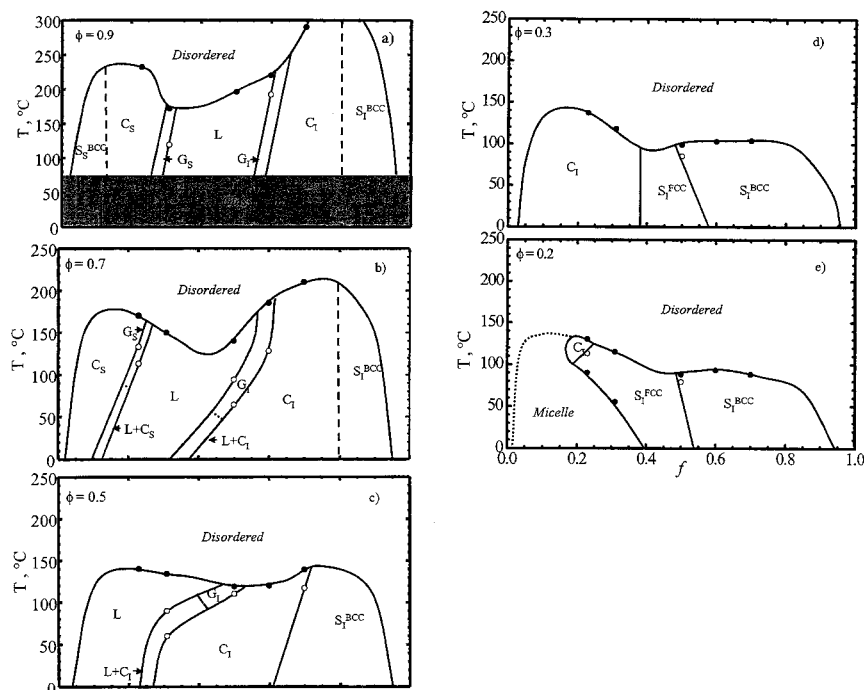 ϕ = 0.9
a)
Disordered
T, °C
300
250
200
150
100
50
0
S_S^BCC
C_S
G_S
L
G_I
C_I
S_I^BCC
ϕ = 0.7
b)
Disordered
T, °C
250
200
150
100
50
0
G_S
C_S
L
G_I
C_I
S_I^BCC
L+C_S
L+C_I
ϕ = 0.5
c)
Disordered
T, °C
250
200
150
100
50
0
L
G_I
C_I
S_I^BCC
L+C_I
ϕ = 0.3
d)
Disordered
T, °C
250
200
150
100
50
0
C_I
S_I^FCC
S_I^BCC
ϕ = 0.2
e)
Disordered
T, °C
250
200
150
100
50
0
C_I
S_I^FCC
S_I^BCC
Micelle
0.0 0.2 0.4 0.6 0.8 1.0
f